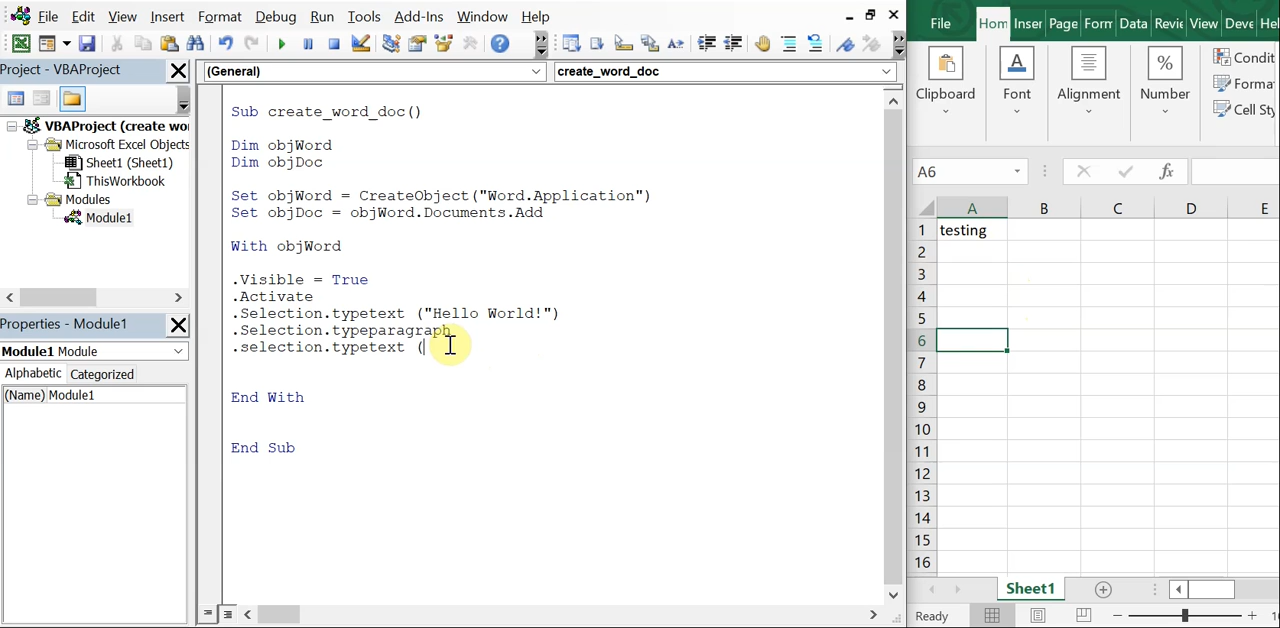 File Edit View Insert Format Debug Run Tools Add-Ins Window Help
Project - VBAProject
VBAProject (create wo
Microsoft Excel Objects
Sheet1 (Sheet1)
ThisWorkbook
Modules
Module1
Properties - Module1
Module1 Module
Alphabetic Categorized
(Name) Module1
(General) create_word_doc
Sub create_word_doc()
Dim objWord
Dim objDoc
Set objWord = CreateObject("Word.Application")
Set objDoc = objWord.Documents.Add
With objWord
.Visible = True
.Activate
.Selection.typetext ("Hello World!")
.Selection.typeparagraph
.selection.typetext (
End With
End Sub
File Hom Inser Page Form Data Revie View Deve Hel
Clipboard Font Alignment Number
Condit
Forma
Cell Sty
A6 fx
A B C D E
1 testing
2
3
4
5
6
7
8
9
10
11
12
13
14
15
16
Sheet1
Ready